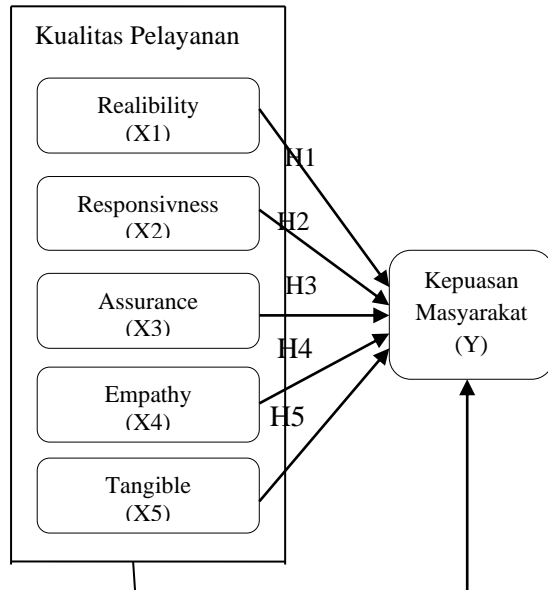 Kualitas Pelayanan
Realibility
(X1)
H1
Responsivness
(X2)
H2
Assurance
(X3)
H3
Kepuasan
Masyarakat
(Y)
H4
Empathy
(X4)
H5
Tangible
(X5)